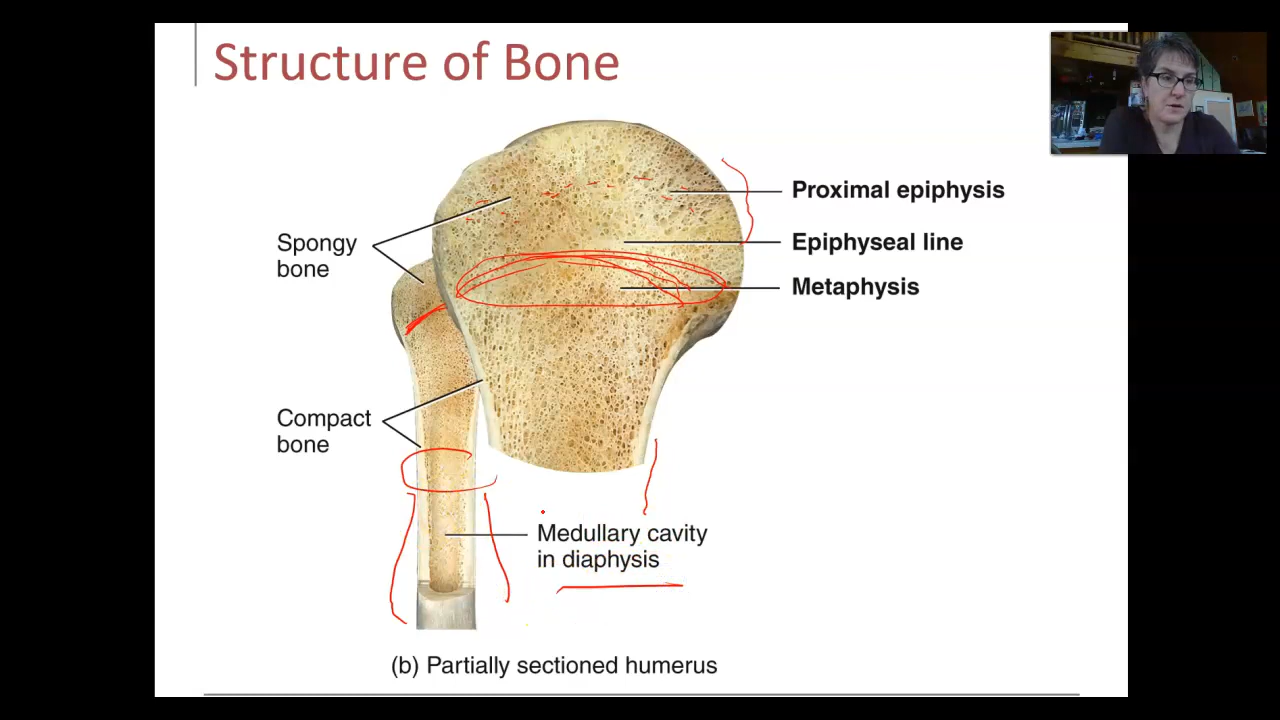 Structure of Bone
Proximal epiphysis
Epiphyseal line
Metaphysis
Spongy
bone
Compact
bone
Medullary cavity
in diaphysis
(b) Partially sectioned humerus